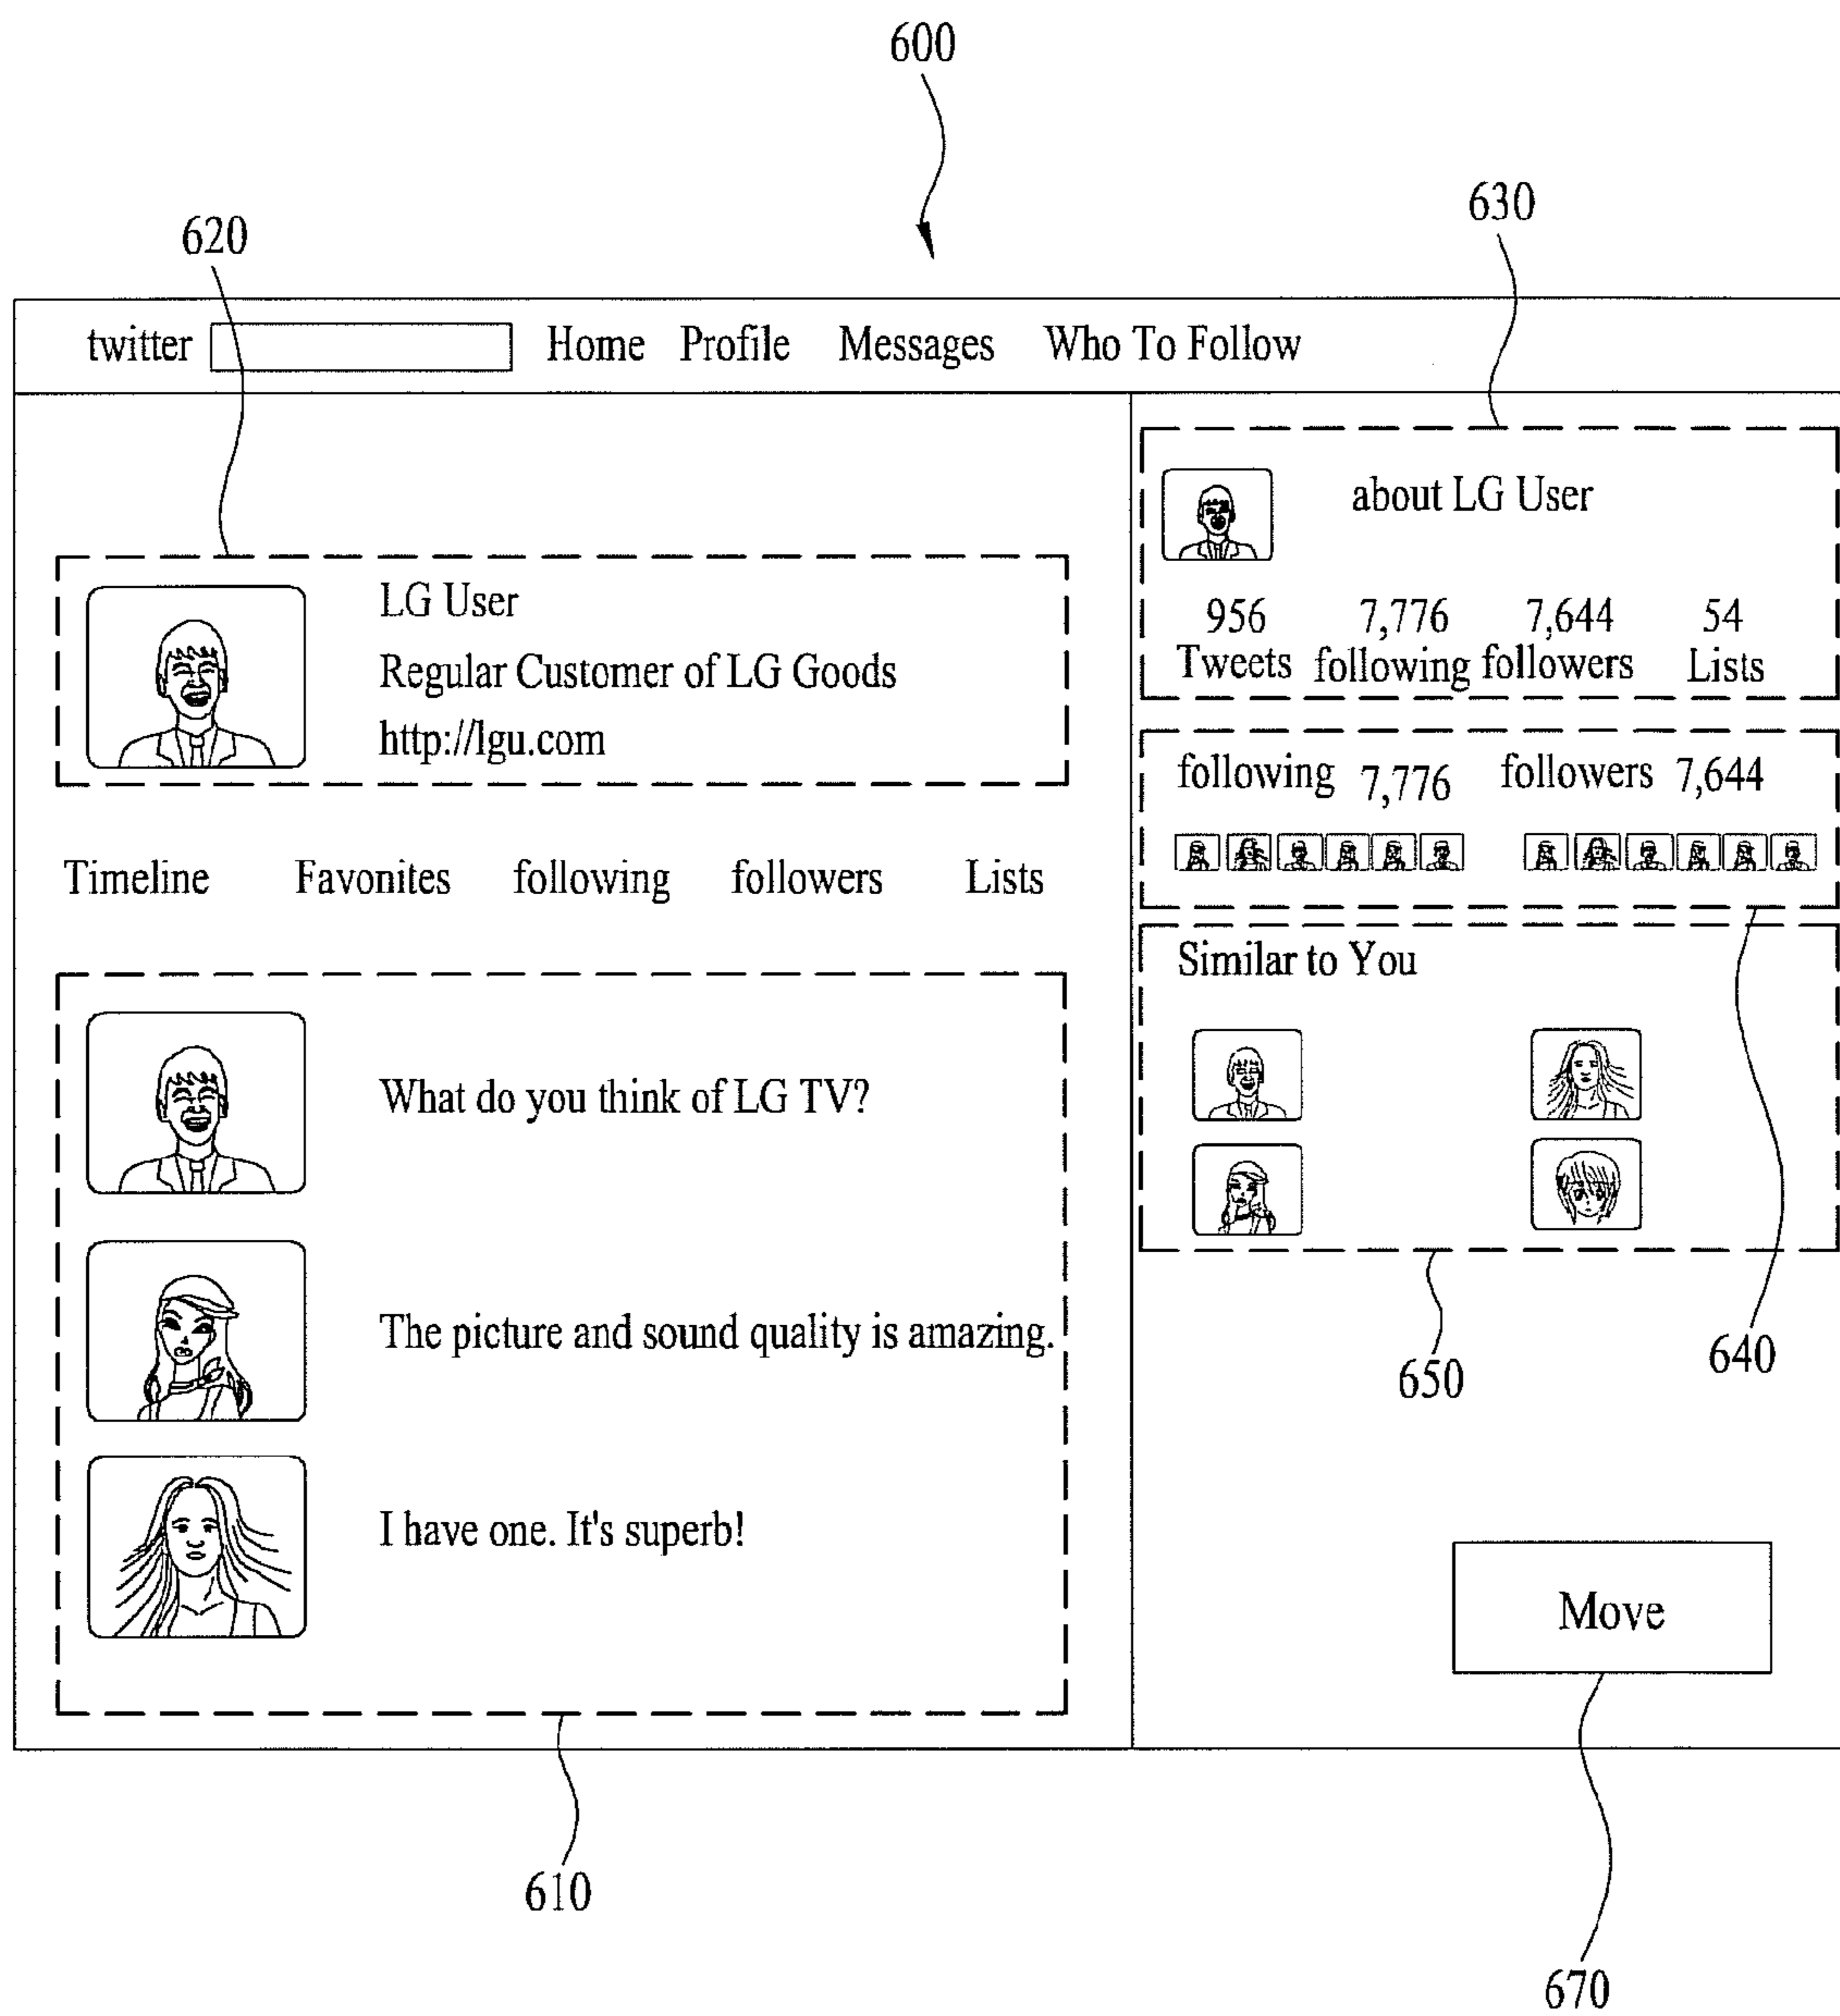 600
620
630
twitter Home Profile Messages Who To Follow
LG User
Regular Customer of LG Goods
http://lgu.com
Timeline Favonites following followers Lists
What do you think of LG TV?
The picture and sound quality is amazing.
I have one. It's superb!
610
about LG User
956 7,776 7,644 54
Tweets following followers Lists
following 7,776 followers 7,644
Similar to You
640
650
Move
670